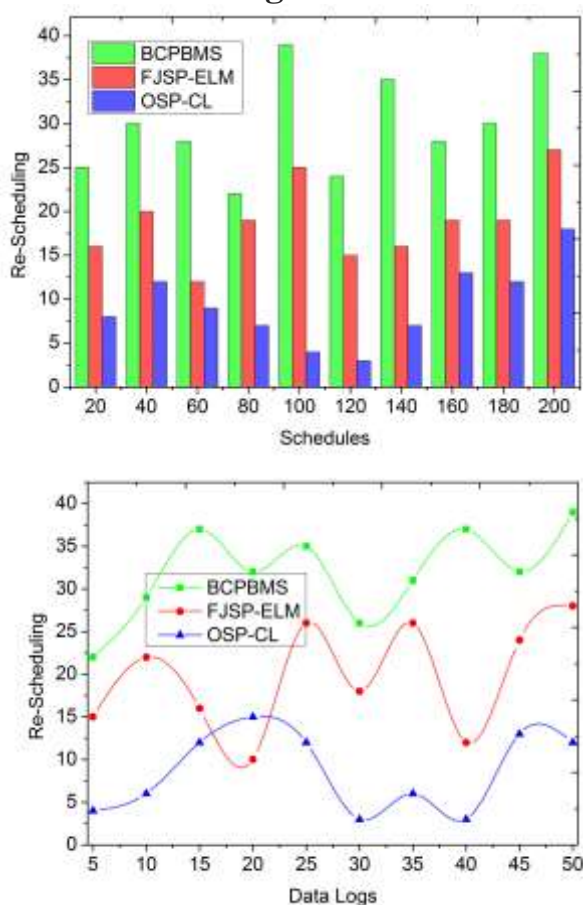 40
35
30
25
20
15
10
5
0
Re-Scheduling
BCPBMS
FJSP-ELM
OSP-CL
20 40 60 80 100 120 140 160 180 200
Schedules
40
35
30
25
20
15
10
5
0
Re-Scheduling
BCPBMS
FJSP-ELM
OSP-CL
5 10 15 20 25 30 35 40 45 50
Data Logs